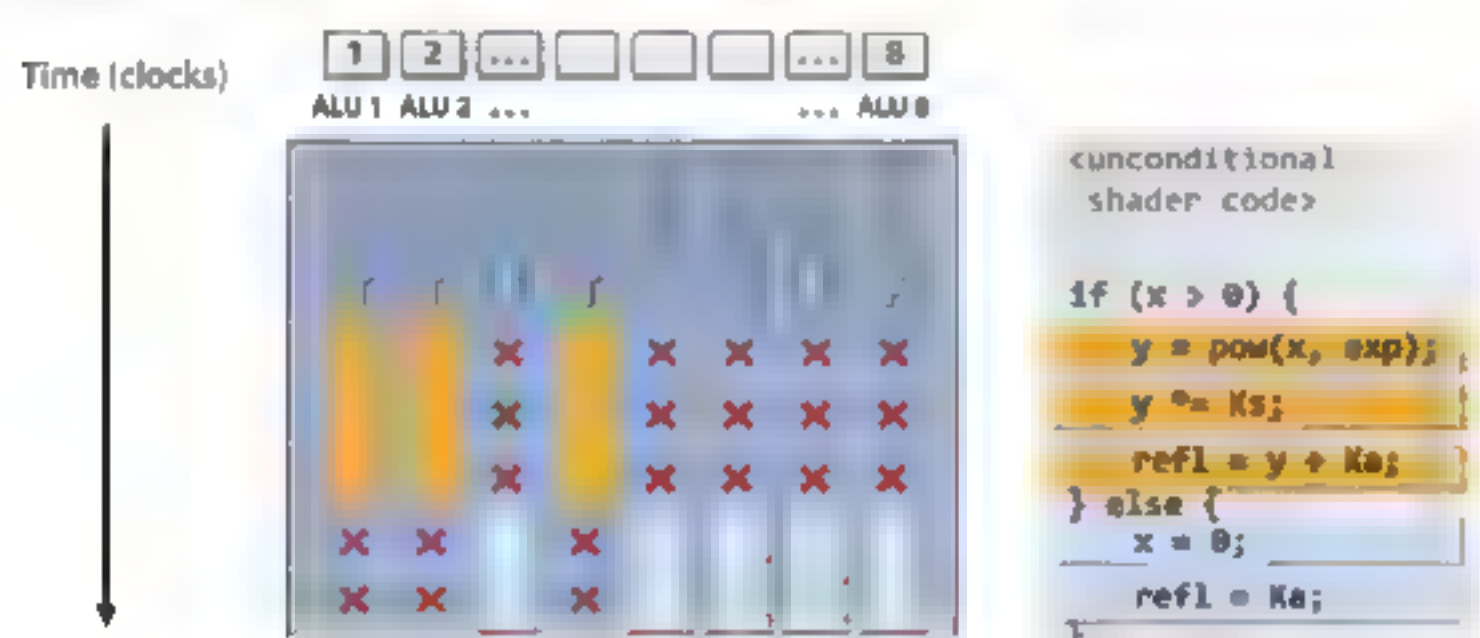 Time (clocks)
1 2 ... ... 8
ALU 1 ALU 2 ... ... ALU 8
<unconditional
shader code>
if (x > 0) {
y = pow(x, exp);
y *= Ks;
refl = y + Ka;
} else {
x = 0;
refl = Ka;
}